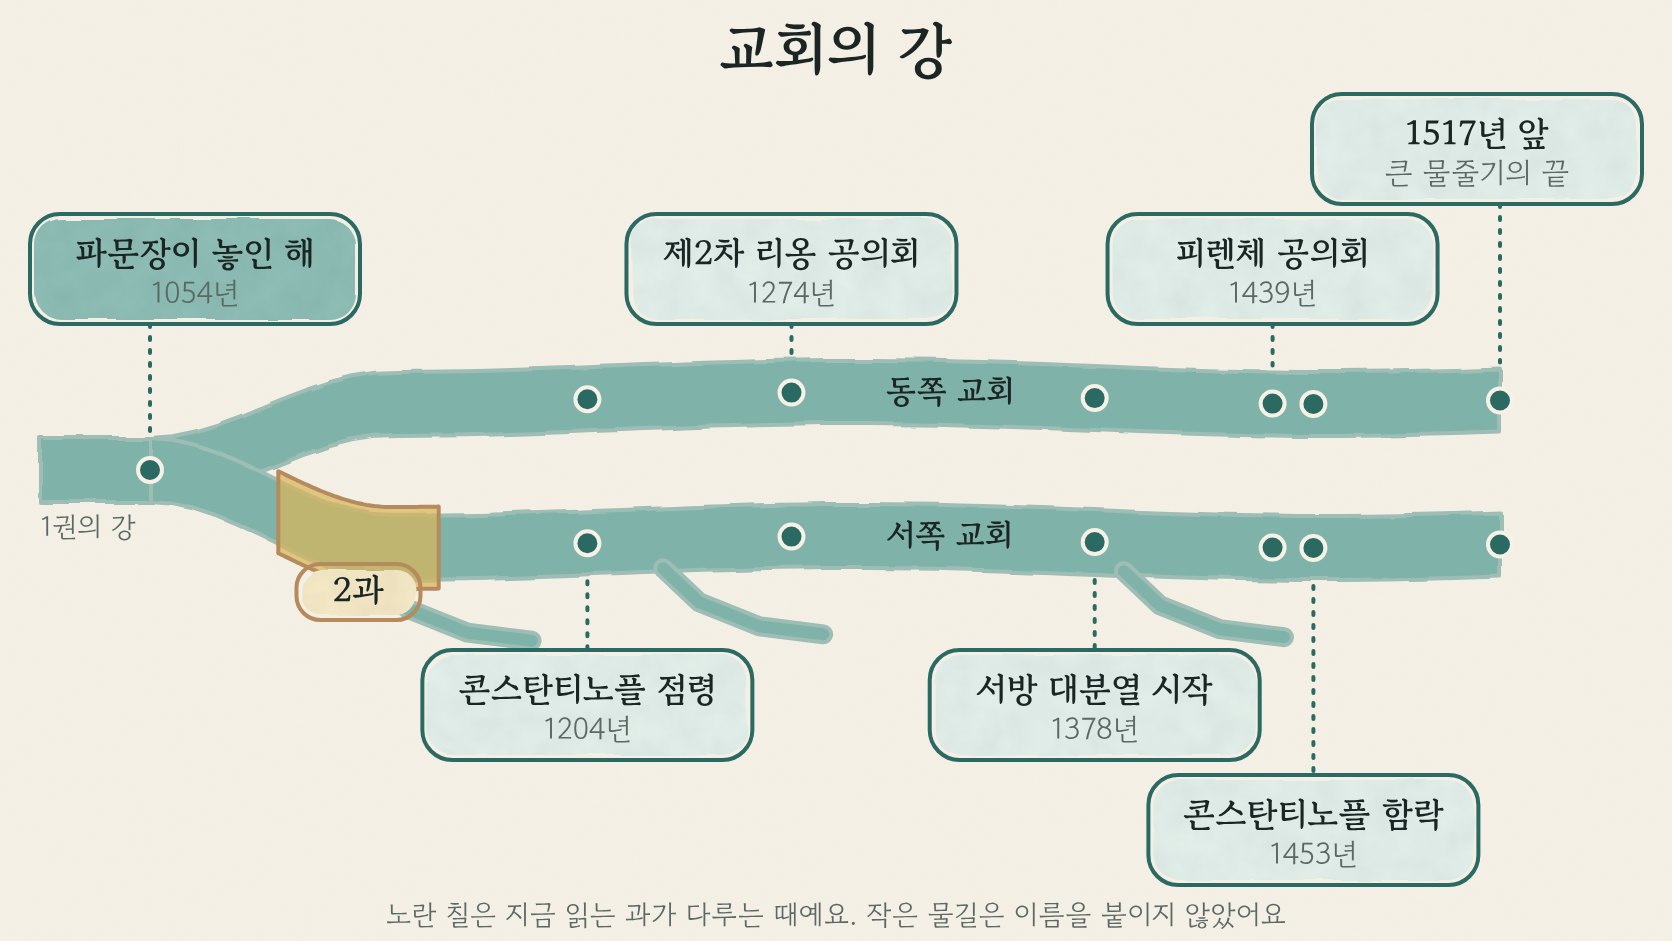 교회의 강
1517년 앞
큰 물줄기의 끝
파문장이 놓인 해
1054년
제2차 리옹 공의회
1274년
피렌체 공의회
1439년
동쪽 교회
1권의 강
서쪽 교회
2과
콘스탄티노플 점령
1204년
서방 대분열 시작
1378년
콘스탄티노플 함락
1453년
노란 칠은 지금 읽는 과가 다루는 때예요. 작은 물길은 이름을 붙이지 않았어요